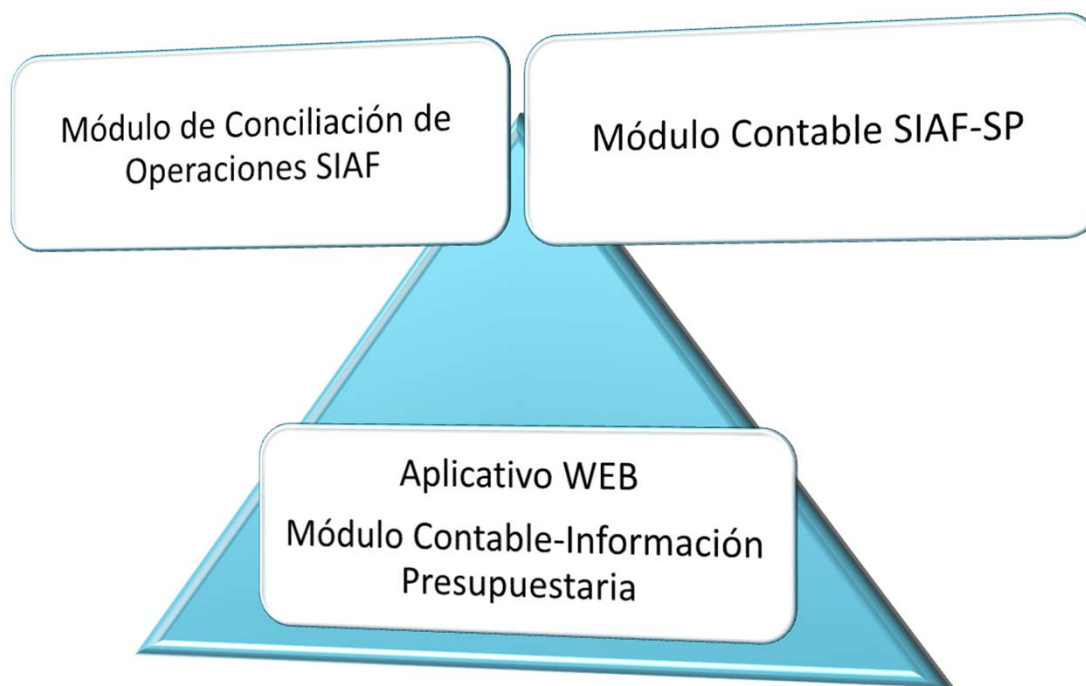 Módulo de Conciliación de
Operaciones SIAF
Módulo Contable SIAF-SP
Aplicativo WEB
Módulo Contable-Información
Presupuestaria